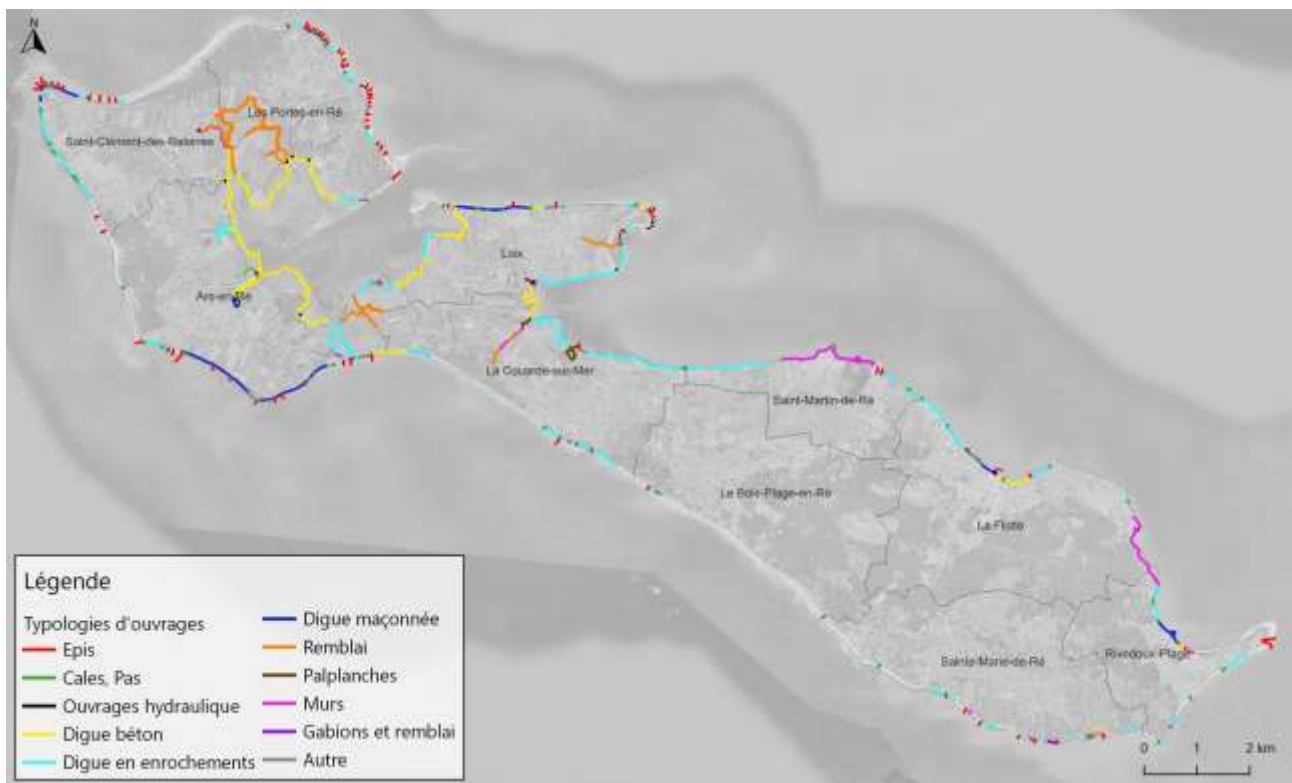 N
Les Portes-en-Ré
Saint-Clément-des-Baleines
Loix
Ars-en-Ré
La Couarde-sur-Mer
Saint-Martin-de-Ré
Le Bois-Plage-en-Ré
La Flotte
Sainte-Marie-de-Ré
Rivedoux-Plage
Légende
Typologies d'ouvrages
Epis
Cales, Pas
Ouvrages hydraulique
Digue béton
Digue en enrochements
Digue maçonnée
Remblai
Palplanches
Murs
Gabions et remblai
Autre
0 1 2 km